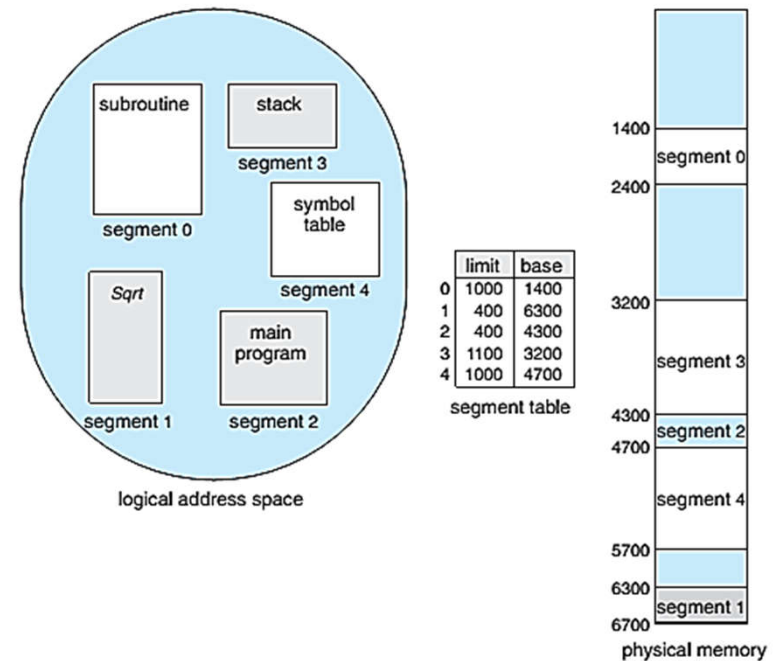 subroutine
segment 0
stack
segment 3
symbol
table
segment 4
Sqrt
segment 1
main
program
segment 2
logical address space
limit base
0 1000 1400
1 400 6300
2 400 4300
3 1100 3200
4 1000 4700
segment table
1400
segment 0
2400
3200
segment 3
4300
segment 2
4700
segment 4
5700
6300
segment 1
6700
physical memory